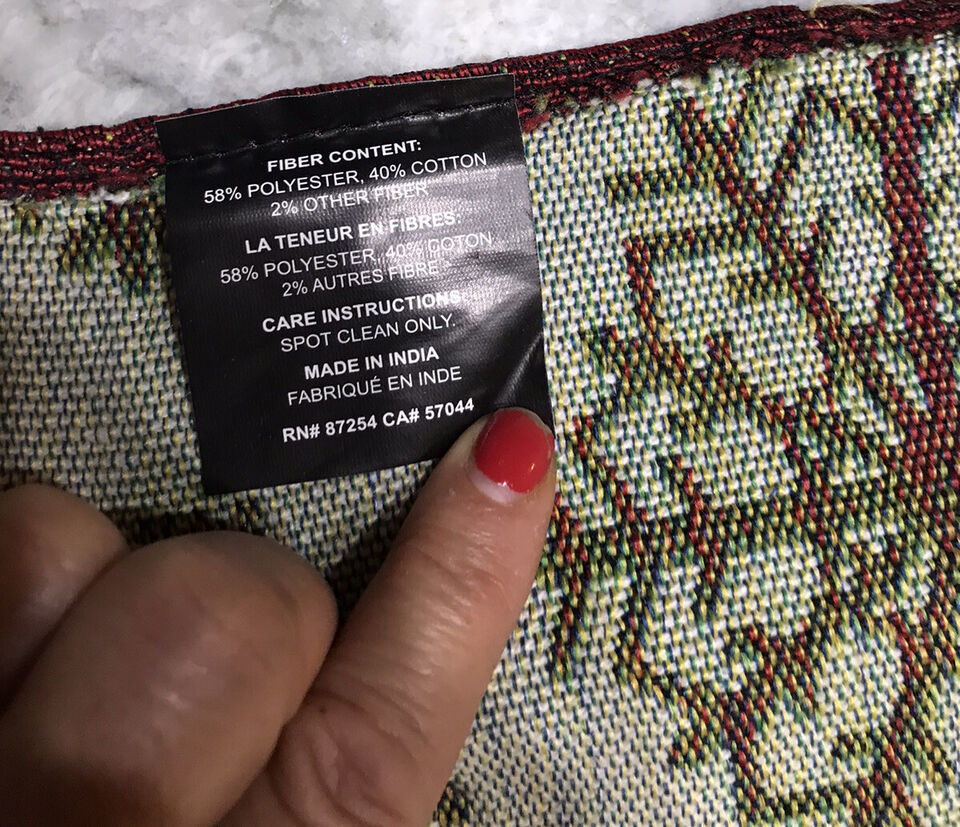 FIBER CONTENT:
58% POLYESTER, 40% COTTON
2% OTHER FIBER
LA TENEUR EN FIBRES:
58% POLYESTER, 40% COTON
2% AUTRES FIBRE
CARE INSTRUCTIONS
SPOT CLEAN ONLY.
MADE IN INDIA
FABRIQUÉ EN INDE
RN# 87254 CA# 57044